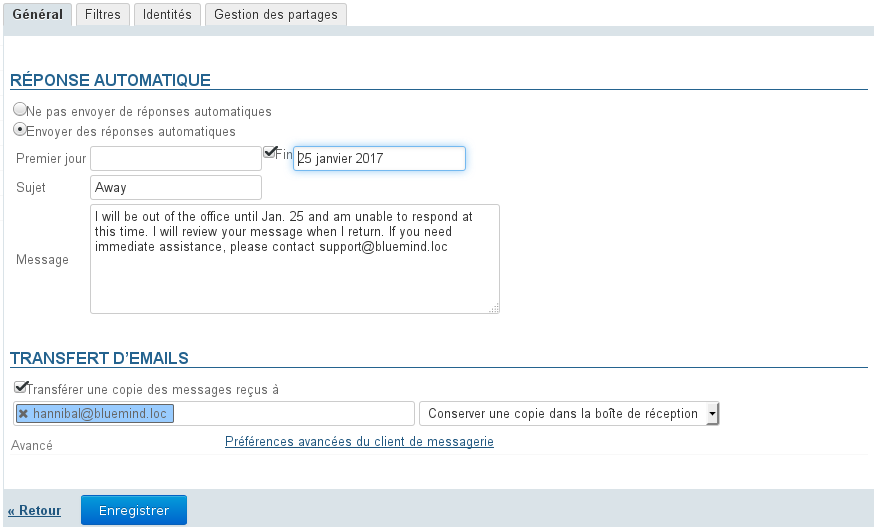 Général Filtres Identités Gestion des partages
RÉPONSE AUTOMATIQUE
Ne pas envoyer de réponses automatiques
Envoyer des réponses automatiques
Premier jour Fin 25 janvier 2017
Sujet Away
Message
I will be out of the office until Jan. 25 and am unable to respond at
this time. I will review your message when I return. If you need
immediate assistance, please contact support@bluemind.loc
TRANSFERT D'EMAILS
Transférer une copie des messages reçus à
✖ hannibal@bluemind.loc Conserver une copie dans la boîte de réception
Avancé Préférences avancées du client de messagerie
« Retour Enregistrer